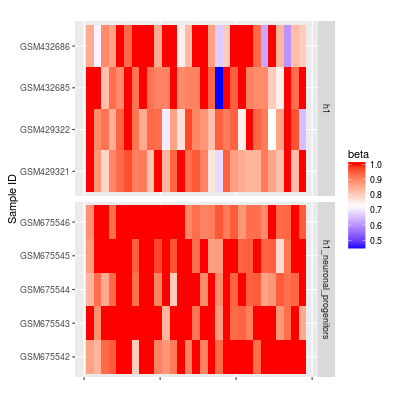 GSM432686
GSM432685
GSM429322
GSM429321
h1
GSM675546
GSM675545
GSM675544
GSM675543
GSM675542
h1_neuronal_progenitors
Sample ID
beta
1.0
0.9
0.8
0.7
0.6
0.5